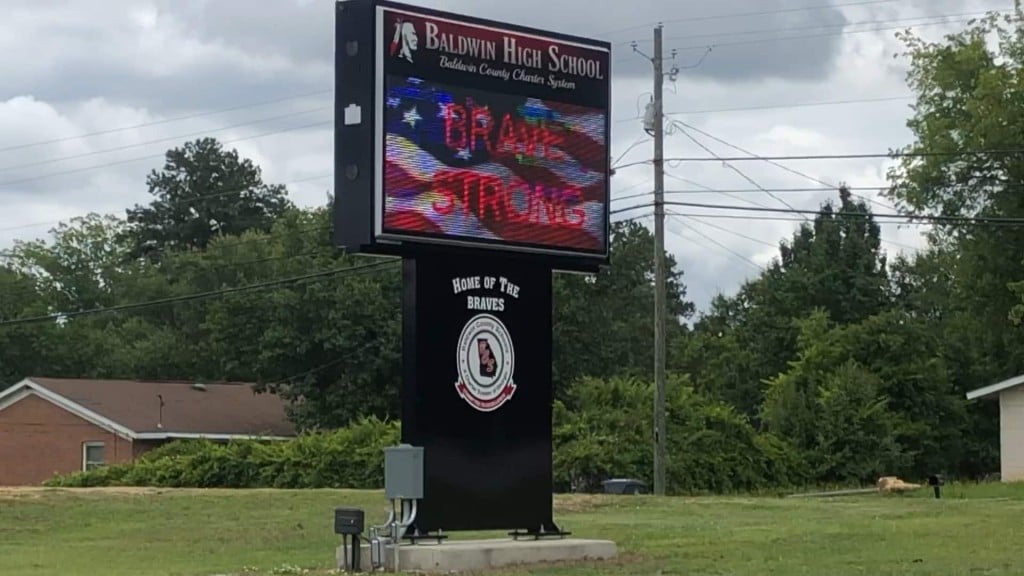 BALDWIN HIGH SCHOOL
Baldwin County Charter System
BRAVE
STRONG
HOME OF THE
BRAVES